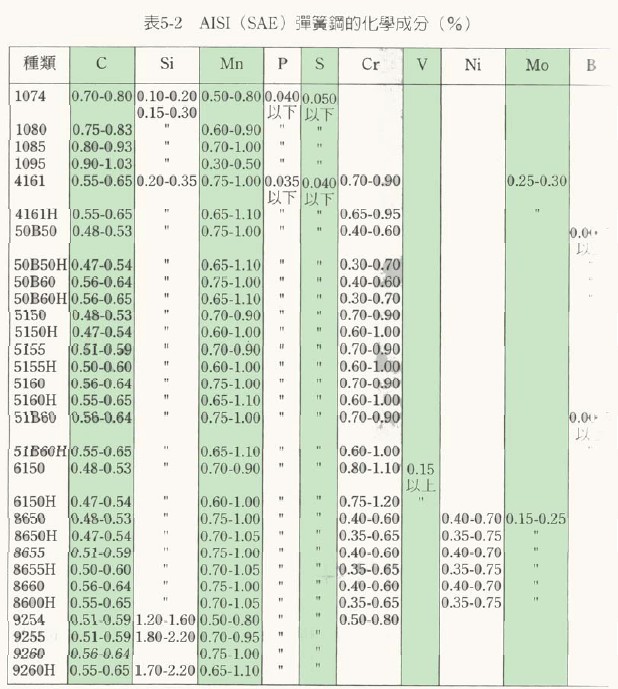 表5-2 AISI（SAE）彈簧鋼的化學成分（%）
種類 C Si Mn P S Cr V Ni Mo B
1074 0.70-0.80 0.10-0.20 0.50-0.80 0.040 0.050
0.15-0.30 以下 以下
1080 0.75-0.83 " 0.60-0.90 " "
1085 0.80-0.93 " 0.70-1.00 " "
1095 0.90-1.03 " 0.30-0.50 " "
4161 0.55-0.65 0.20-0.35 0.75-1.00 0.035 0.040 0.70-0.90 0.25-0.30
以下 以下
4161H 0.55-0.65 " 0.65-1.10 " " 0.65-0.95 "
50B50 0.48-0.53 " 0.75-1.00 " " 0.40-0.60 0.0
以
50B50H 0.47-0.54 " 0.65-1.10 " " 0.30-0.70 "
50B60 0.56-0.64 " 0.75-1.00 " " 0.40-0.60 "
50B60H 0.56-0.65 " 0.65-1.10 " " 0.30-0.70 "
5150 0.48-0.53 " 0.70-0.90 " " 0.70-0.90
5150H 0.47-0.54 " 0.60-1.00 " " 0.60-1.00
5155 0.51-0.59 " 0.70-0.90 " " 0.70-0.90
5155H 0.50-0.60 " 0.60-1.00 " " 0.60-1.00
5160 0.56-0.64 " 0.75-1.00 " " 0.70-0.90
5160H 0.55-0.65 " 0.65-1.10 " " 0.60-1.00
51B60 0.56-0.64 " 0.75-1.00 " " 0.70-0.90 0.0
以
51B60H 0.55-0.65 " 0.65-1.10 " " 0.60-1.00
6150 0.48-0.53 " 0.70-0.90 " " 0.80-1.10 0.15
以上
6150H 0.47-0.54 " 0.60-1.00 " " 0.75-1.20 "
8650 0.48-0.53 " 0.75-1.00 " " 0.40-0.60 0.40-0.70 0.15-0.25
8650H 0.47-0.54 " 0.70-1.05 " " 0.35-0.65 0.35-0.75 "
8655 0.51-0.59 " 0.75-1.00 " " 0.40-0.60 0.40-0.70 "
8655H 0.50-0.60 " 0.70-1.05 " " 0.35-0.65 0.35-0.75 "
8660 0.56-0.64 " 0.75-1.00 " " 0.40-0.60 0.40-0.70 "
8600H 0.55-0.65 " 0.70-1.05 " " 0.35-0.65 0.35-0.75 "
9254 0.51-0.59 1.20-1.60 0.50-0.80 " " 0.50-0.80
9255 0.51-0.59 1.80-2.20 0.70-0.95 " "
9260 0.56-0.64 0.75-1.00 " "
9260H 0.55-0.65 1.70-2.20 0.65-1.10 " "